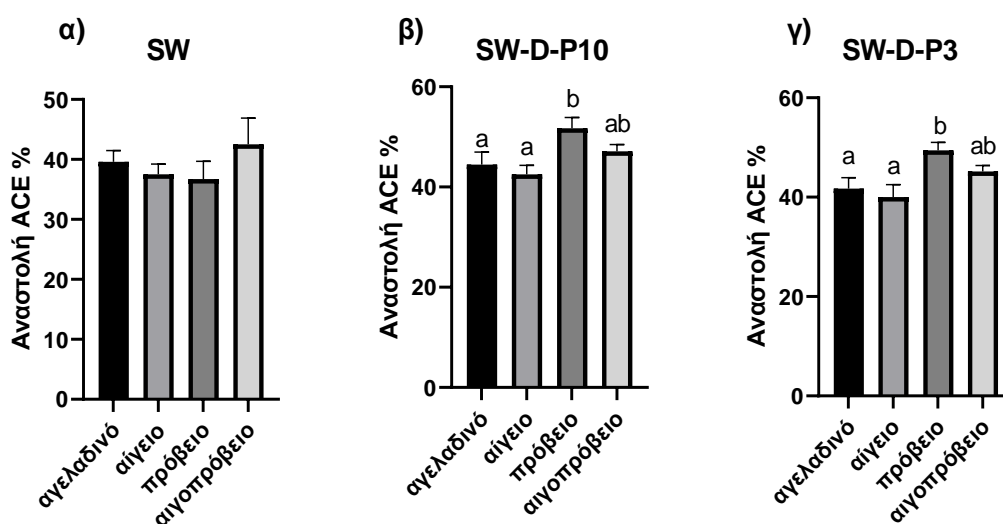 α)
SW
Αναστολή ACE %
50
40
30
20
10
0
αγελαδινό
αίγειο
πρόβειο
αιγοπρόβειο
β)
SW-D-P10
Αναστολή ACE %
60
40
20
0
a
a
b
ab
αγελαδινό
αίγειο
πρόβειο
αιγοπρόβειο
γ)
SW-D-P3
Αναστολή ACE %
60
40
20
0
a
a
b
ab
αγελαδινό
αίγειο
πρόβειο
αιγοπρόβειο